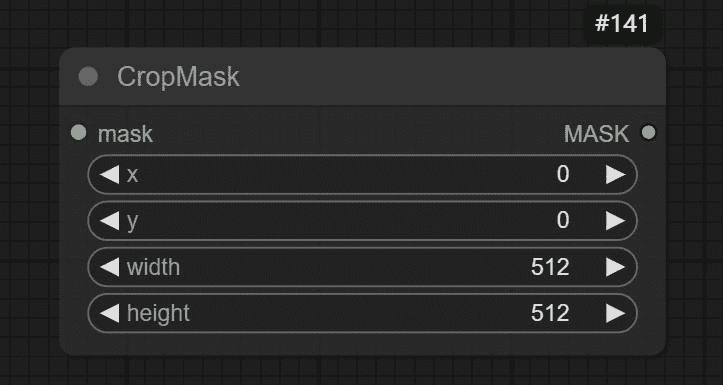 #141
CropMask
mask MASK
x 0
y 0
width 512
height 512